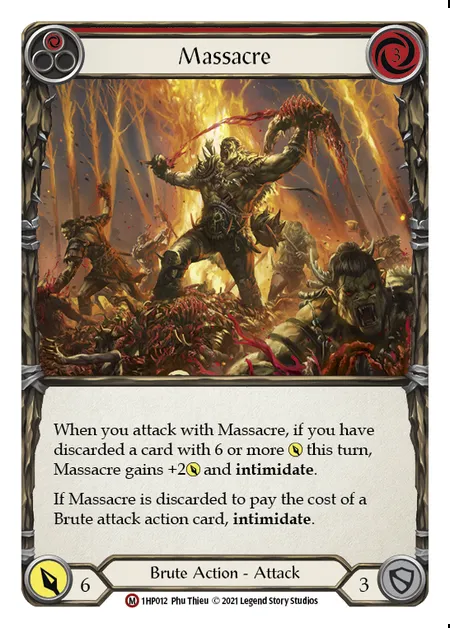 Massacre
3
When you attack with Massacre, if you have
discarded a card with 6 or more this turn,
Massacre gains +2 and intimidate.
If Massacre is discarded to pay the cost of a
Brute attack action card, intimidate.
6
Brute Action - Attack
3
M 1HP012 Phu Thieu © 2021 Legend Story Studios